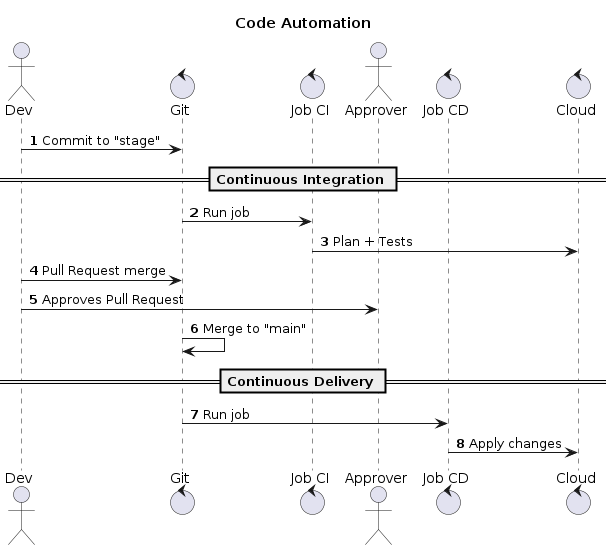 Code Automation
Dev Git Job CI Approver Job CD Cloud
1 Commit to "stage"
Continuous Integration
2 Run job
3 Plan + Tests
4 Pull Request merge
5 Approves Pull Request
6 Merge to "main"
Continuous Delivery
7 Run job
8 Apply changes
Dev Git Job CI Approver Job CD Cloud